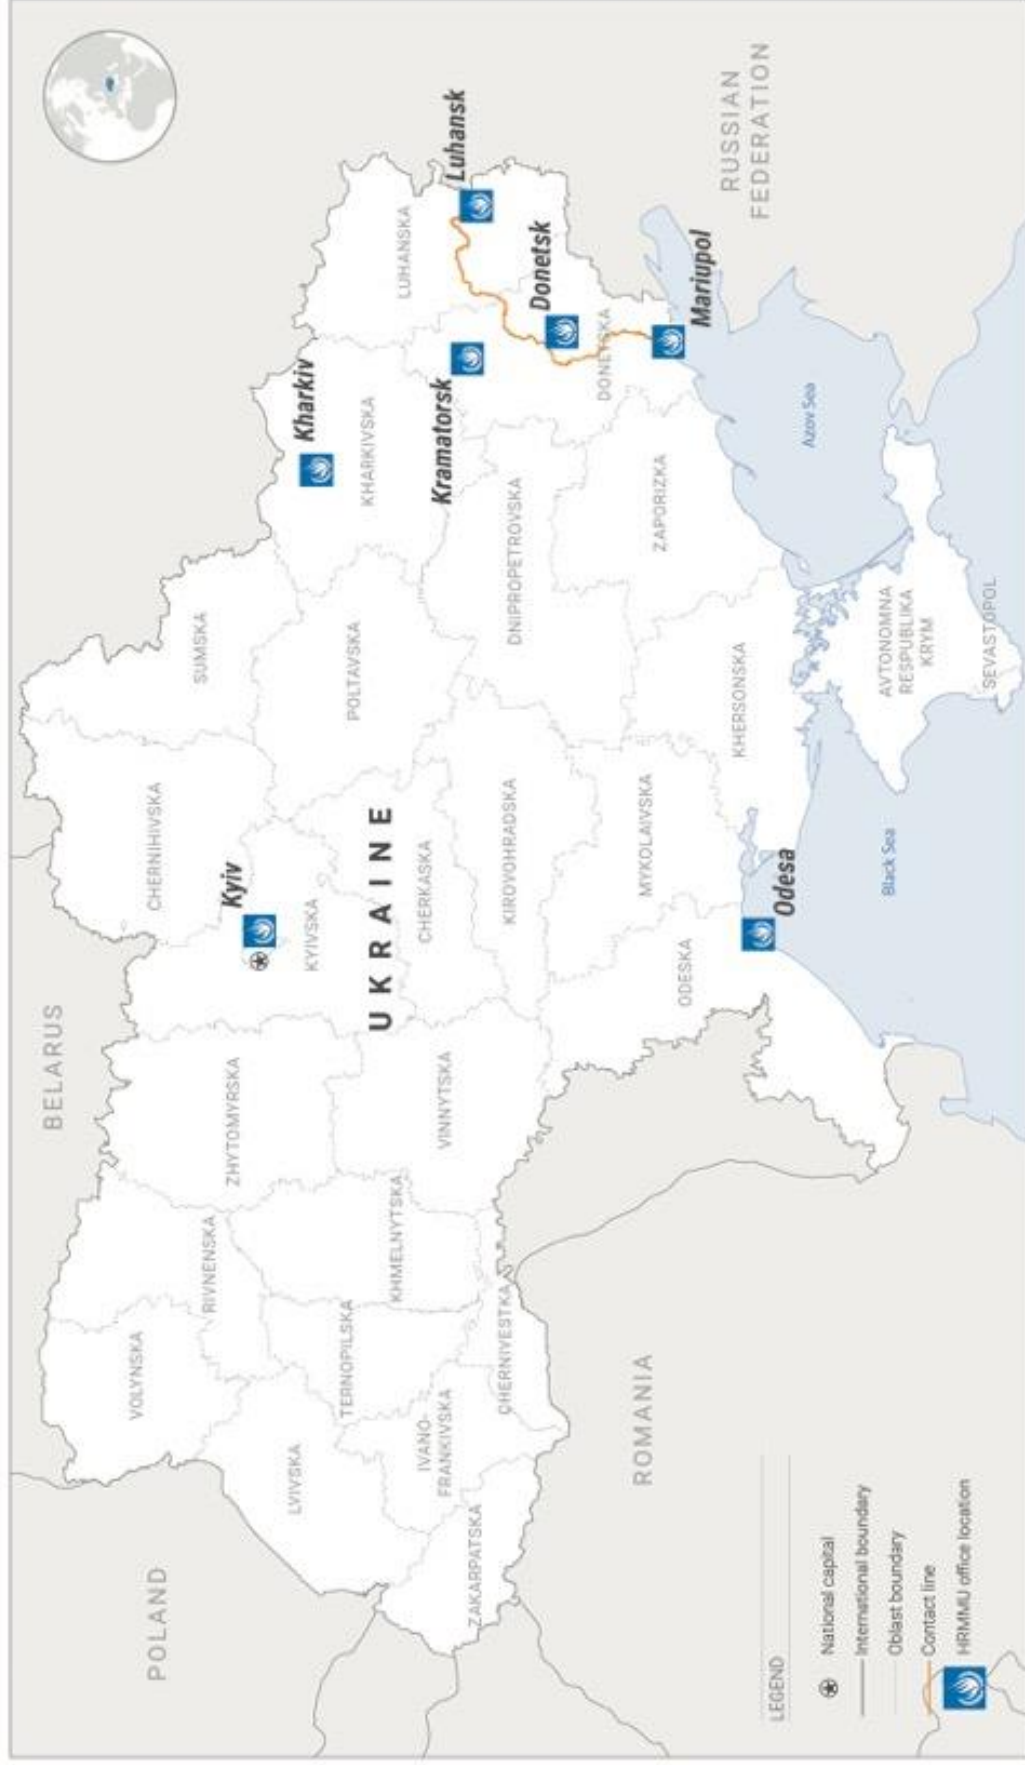 BELARUS
POLAND
RUSSIAN
FEDERATION
ROMANIA
UKRAINE
VOLYNSKA
RIVNENSKA
ZHYTOMYRSKA
CHERNIHIVSKA
SUMSKA
Kyiv
KYIVSKA
LVIVSKA
TERNOPILSKA
KHMELNYTSKA
VINNYTSKA
CHERKASKA
POLTAVSKA
Kharkiv
KHARKIVSKA
LUHANSKA
Luhansk
Kramatorsk
Donetsk
DONETSKA
Mariupol
ZAKARPATSKA
IVANO-
FRANKIVSKA
CHERNIVESTKA
KIROVOHRADSKA
DNIPROPETROVSKA
ZAPORIZKA
MYKOLAIVSKA
ODESKA
Odesa
KHERSONSKA
AVTONOMNA
RESPUBLIKA
KRYM
SEVASTOPOL
Azov Sea
Black Sea
LEGEND
National capital
International boundary
Oblast boundary
Contact line
HRMMU office location